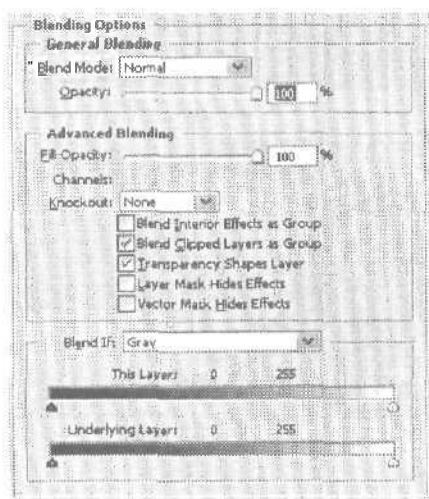 Blending Options
General Blending
Blend Mode: Normal
Opacity: 100 %
Advanced Blending
Fill Opacity: 100 %
Channels:
Knockout: None
Blend Interior Effects as Group
Blend Clipped Layers as Group
Transparency Shapes Layer
Layer Mask Hides Effects
Vector Mask Hides Effects
Blend If: Gray
This Layer: 0 255
Underlying Layer: 0 255